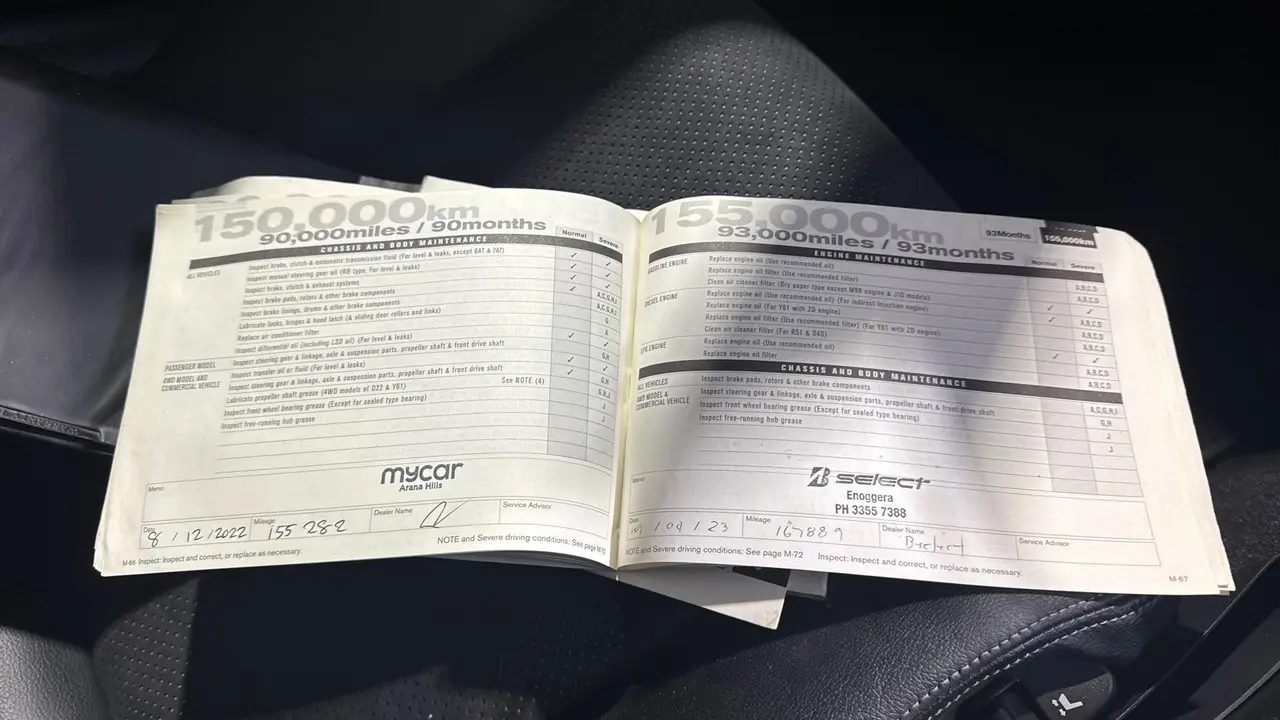 150,000km
90,000miles / 90months
Normal
Severe
CHASSIS AND BODY MAINTENANCE
ALL VEHICLES
Inspect brake, clutch & automatic transmission fluid (For level & leaks, except 6AT & 7AT)
✓ ✓
Inspect manual steering gear oil (RB type, For level & leaks)
✓ ✓
Inspect brake, clutch & exhaust systems
✓ ✓
Inspect brake pads, rotors & other brake components
✓ A,C,G,H,I
Inspect brake linings, drums & other brake components
A,C,G,H,I
Lubricate locks, hinges & hood latch (& sliding door rollers and links)
Replace air conditioner filter
Inspect differential oil (including LSD oil) (For level & leaks)
PASSENGER MODEL
Inspect steering gear & linkage, axle & suspension parts, propeller shaft & front drive shaft
4WD MODEL AND
COMMERCIAL VEHICLE
Inspect transfer oil or fluid (For level & leaks)
Inspect steering gear & linkage, axle & suspension parts, propeller shaft & front drive shaft
Lubricate propeller shaft grease (4WD models of D22 & Y61)
See NOTE (4)
Inspect front wheel bearing grease (Except for sealed type bearing)
Inspect free-running hub grease
mycar
Arana Hills
Memo
Date
8 / 12 / 2022
Mileage
155 282
Dealer Name
Service Advisor
NOTE and Severe driving conditions: See page M-72
M-66 Inspect: Inspect and correct, or replace as necessary.
155,000km
93,000miles / 93months
93Months
155,000km
Normal
Severe
ENGINE MAINTENANCE
GASOLINE ENGINE
Replace engine oil (Use recommended oil)
Replace engine oil filter (Use recommended filter)
A,B,C,D
Clean air cleaner filter (Dry paper type except M9R engine & J10 models)
A,B,C,D
DIESEL ENGINE
Replace engine oil (Use recommended oil) (For indirect injection engine)
✓ ✓
Replace engine oil (For Y61 with ZD engine)
✓ A,B,C,D
Replace engine oil filter (Use recommended filter) (For Y61 with ZD engine)
A,B,C,D
Clean air cleaner filter (For R51 & D40)
A,B,C,D
Replace engine oil (Use recommended oil)
✓ ✓
Replace engine oil filter
A,B,C,D
CHASSIS AND BODY MAINTENANCE
ALL VEHICLES
Inspect brake pads, rotors & other brake components
A,C,G,H,I
4WD MODEL &
COMMERCIAL VEHICLE
Inspect steering gear & linkage, axle & suspension parts, propeller shaft & front drive shaft
G,H
Inspect front wheel bearing grease (Except for sealed type bearing)
J
Inspect free-running hub grease
J
B select
Enoggera
PH 3355 7388
Memo
Date
/ 23
Mileage
167889
Dealer Name
Service Advisor
NOTE and Severe driving conditions: See page M-72
Inspect: Inspect and correct, or replace as necessary.
M-67